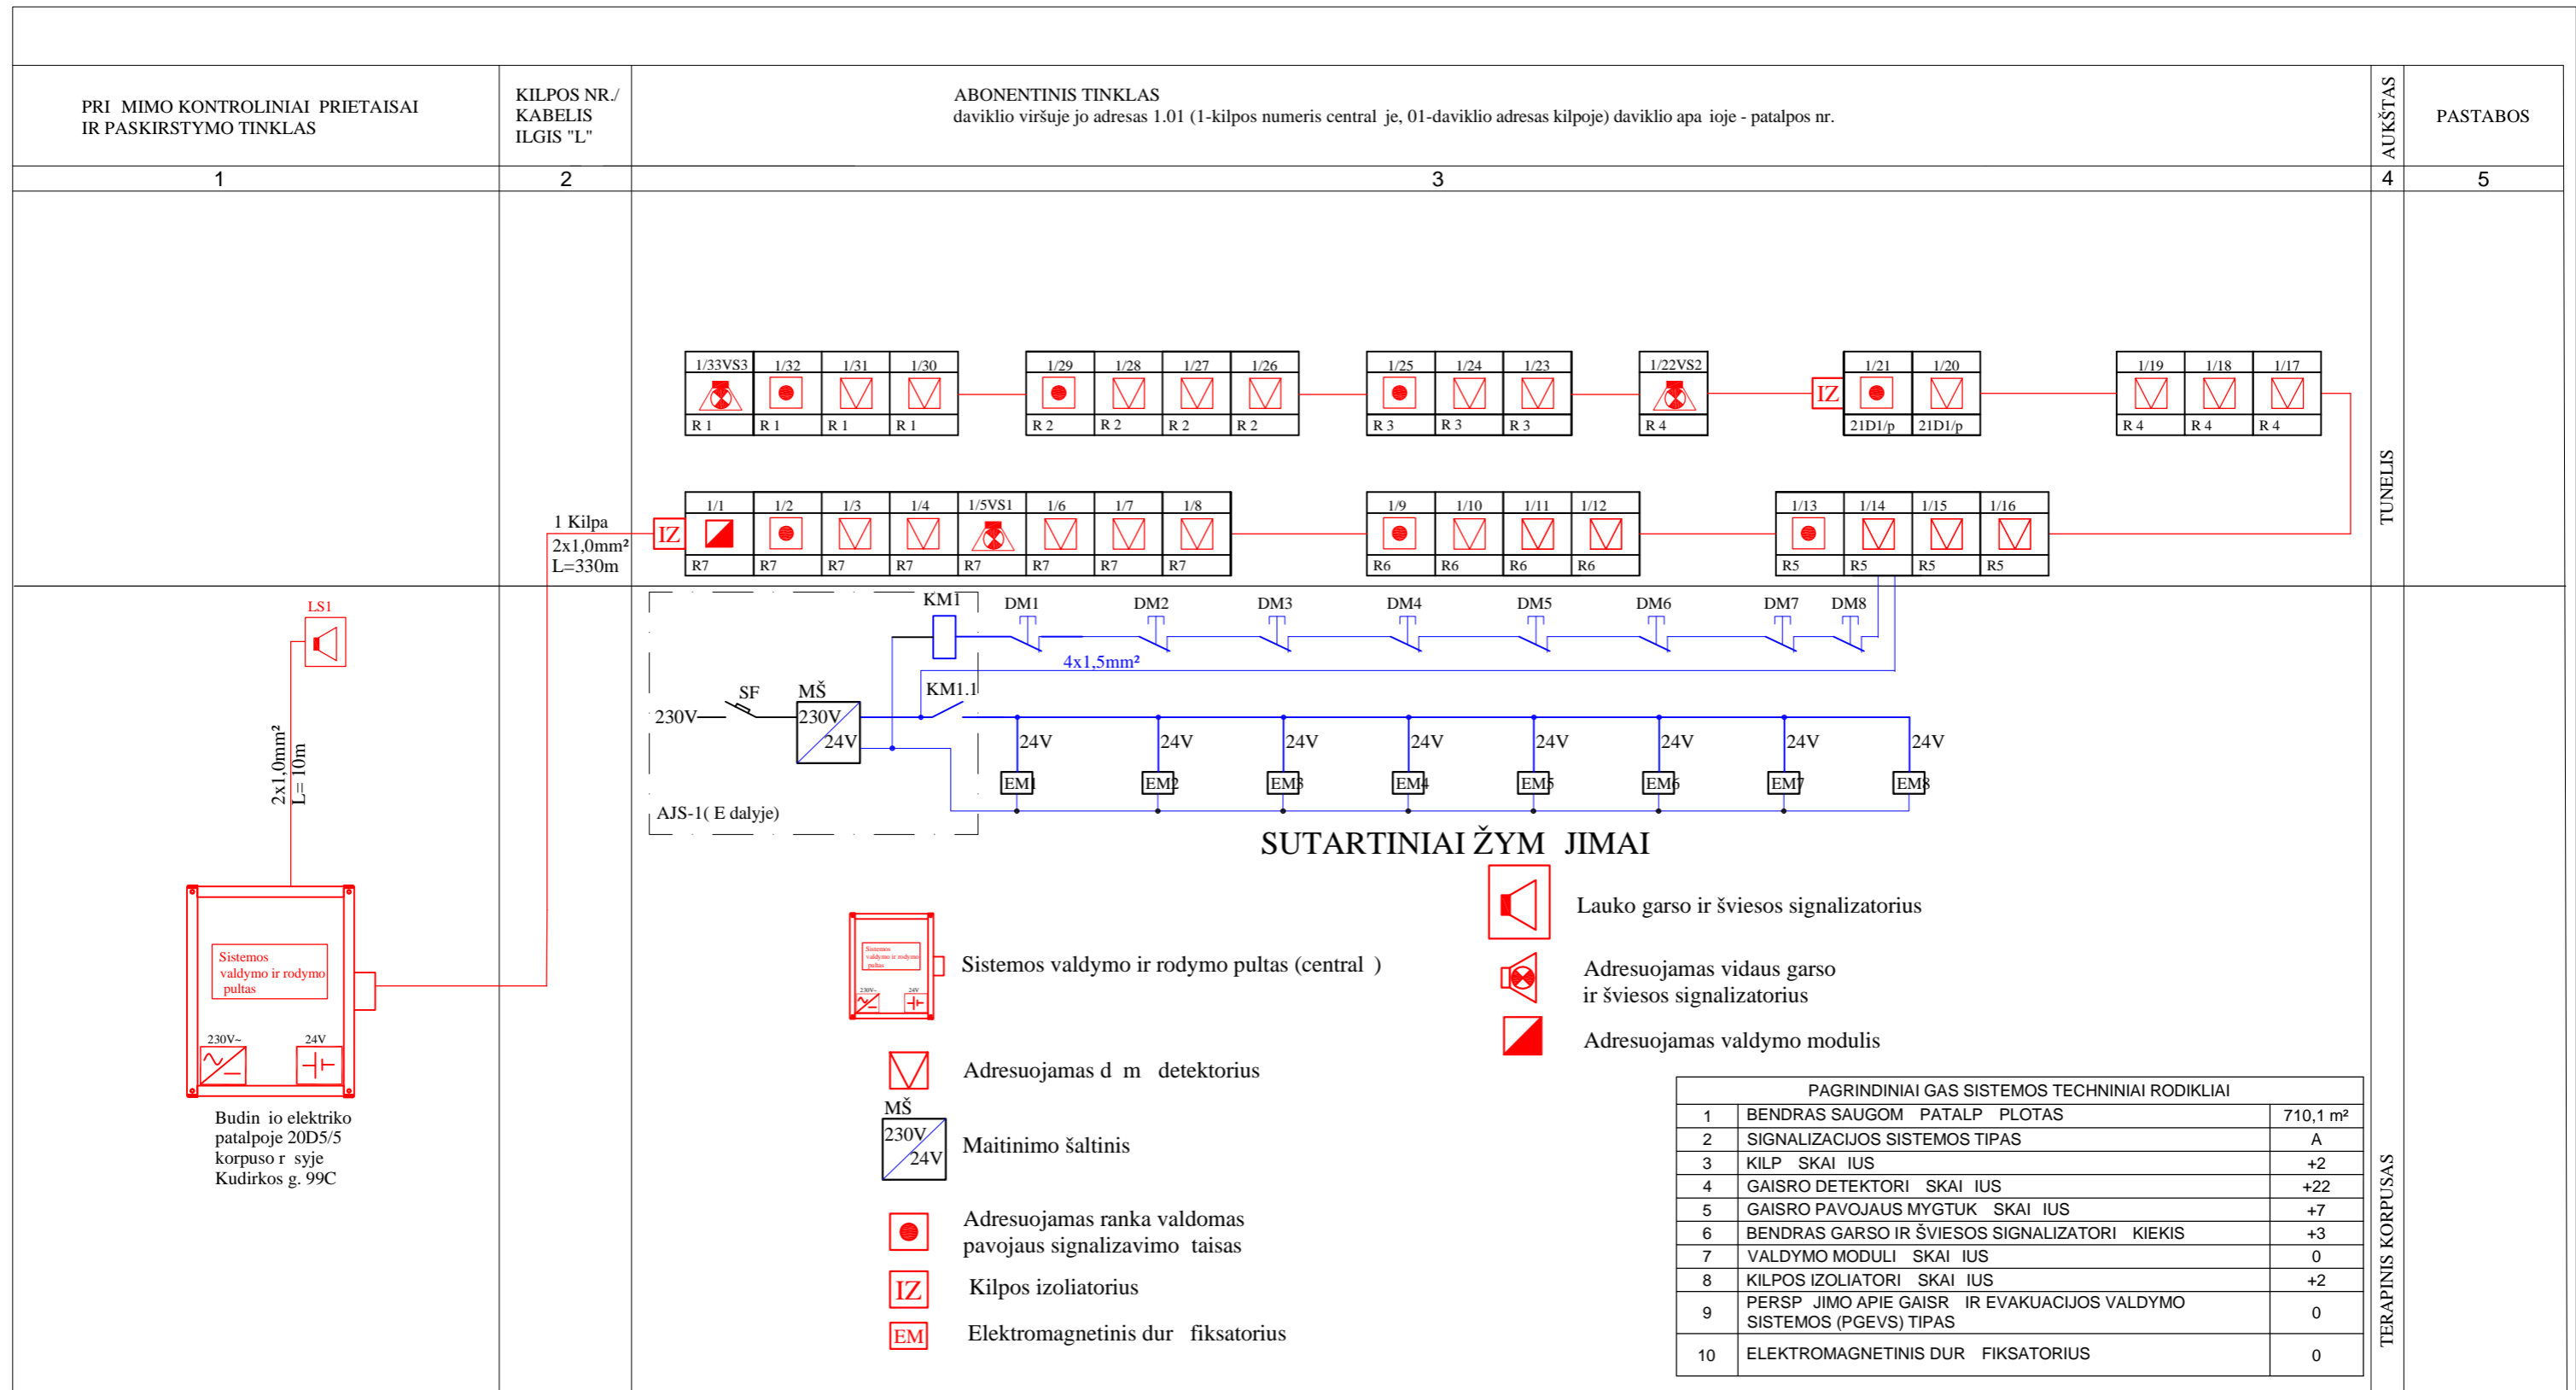 PRI MIMO KONTROLINIAI PRIETAISAI
IR PASKIRSTYMO TINKLAS
KILPOS NR./
KABELIS
ILGIS "L"
ABONENTINIS TINKLAS
daviklio viršuje jo adresas 1.01 (1-kilpos numeris central je, 01-daviklio adresas kilpoje) daviklio apa ioje - patalpos nr.
AUKŠTAS
PASTABOS
1 2 3 4 5
1/33VS3 1/32 1/31 1/30 1/29 1/28 1/27 1/26 1/25 1/24 1/23 1/22VS2 1/21 1/20 1/19 1/18 1/17
IZ
R 1 R 1 R 1 R 1 R 2 R 2 R 2 R 2 R 3 R 3 R 3 R 4 21D1/p 21D1/p R 4 R 4 R 4
TUNELIS
1 Kilpa
2x1,0mm²
L=330m
1/1 1/2 1/3 1/4 1/5VS1 1/6 1/7 1/8 1/9 1/10 1/11 1/12 1/13 1/14 1/15 1/16
IZ
R7 R7 R7 R7 R7 R7 R7 R7 R6 R6 R6 R6 R5 R5 R5 R5
LS1
2x1,0mm²
L= 10m
KM1 DM1 DM2 DM3 DM4 DM5 DM6 DM7 DM8
4x1,5mm²
SF MŠ KM1.1
230V 230V
24V 24V 24V 24V 24V 24V 24V 24V 24V
EM1 EM2 EM3 EM4 EM5 EM6 EM7 EM8
AJS-1( E dalyje)
Sistemos
valdymo ir rodymo
pultas
230V~ 24V
Budin io elektriko
patalpoje 20D5/5
korpuso r syje
Kudirkos g. 99C
SUTARTINIAI ŽYM JIMAI
Sistemos
valdymo ir rodymo
pultas
230V~ 24V
Sistemos valdymo ir rodymo pultas (central )
Adresuojamas d m detektorius
MŠ
230V
24V
Maitinimo šaltinis
Adresuojamas ranka valdomas
pavojaus signalizavimo taisas
IZ Kilpos izoliatorius
EM Elektromagnetinis dur fiksatorius
Lauko garso ir šviesos signalizatorius
Adresuojamas vidaus garso
ir šviesos signalizatorius
Adresuojamas valdymo modulis
PAGRINDINIAI GAS SISTEMOS TECHNINIAI RODIKLIAI
1 BENDRAS SAUGOM PATALP PLOTAS 710,1 m²
2 SIGNALIZACIJOS SISTEMOS TIPAS A
3 KILP SKAI IUS +2
4 GAISRO DETEKTORI SKAI IUS +22
5 GAISRO PAVOJAUS MYGTUK SKAI IUS +7
6 BENDRAS GARSO IR ŠVIESOS SIGNALIZATORI KIEKIS +3
7 VALDYMO MODULI SKAI IUS 0
8 KILPOS IZOLIATORI SKAI IUS +2
9 PERSP JIMO APIE GAISR IR EVAKUACIJOS VALDYMO
SISTEMOS (PGEVS) TIPAS 0
10 ELEKTROMAGNETINIS DUR FIKSATORIUS 0
TERAPINIS KORPUSAS